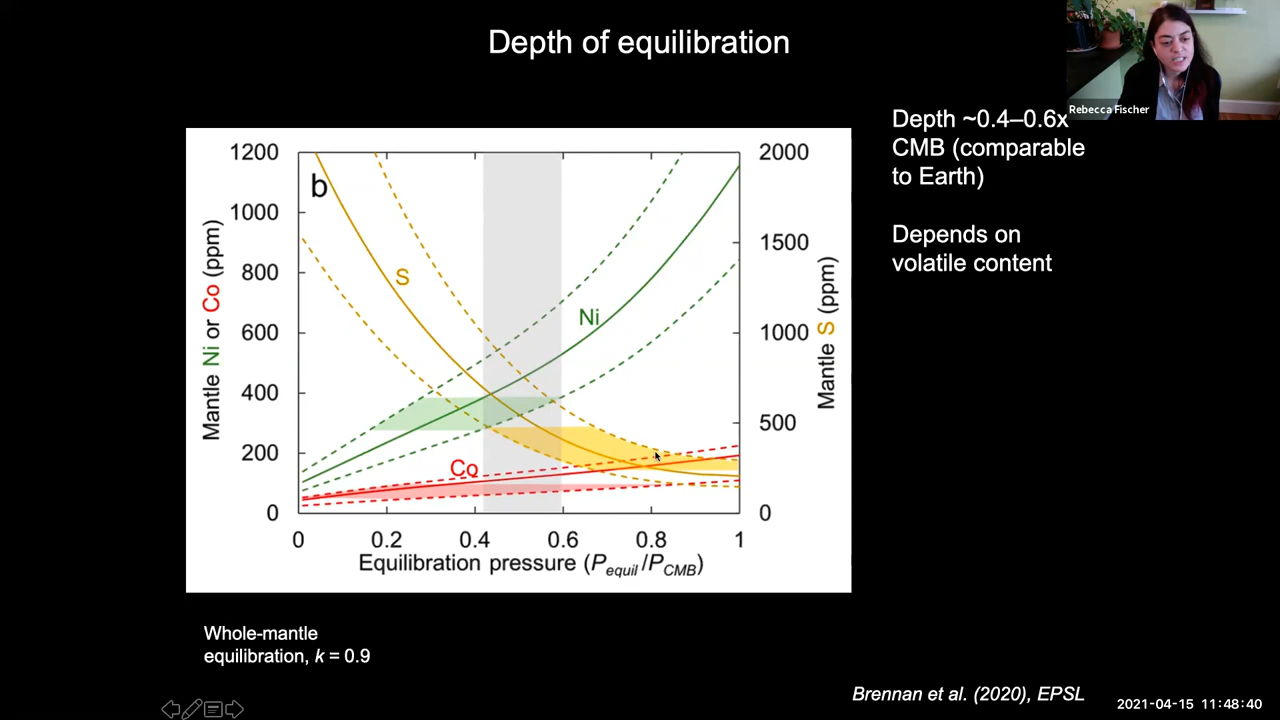 Depth of equilibration
Rebecca Fischer
Depth ~0.4–0.6x
CMB (comparable
to Earth)
Depends on
volatile content
b
1200
1000
800
600
400
200
0
Mantle Ni or Co (ppm)
S
Ni
Co
2000
1500
1000
500
0
Mantle S (ppm)
0 0.2 0.4 0.6 0.8 1
Equilibration pressure (Pequil/PCMB)
Whole-mantle
equilibration, k = 0.9
Brennan et al. (2020), EPSL
2021-04-15 11:48:40